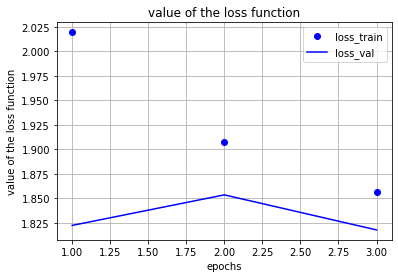 value of the loss function
2.025
2.000
1.975
1.950
1.925
1.900
1.875
1.850
1.825
value of the loss function
loss_train
loss_val
1.00 1.25 1.50 1.75 2.00 2.25 2.50 2.75 3.00
epochs